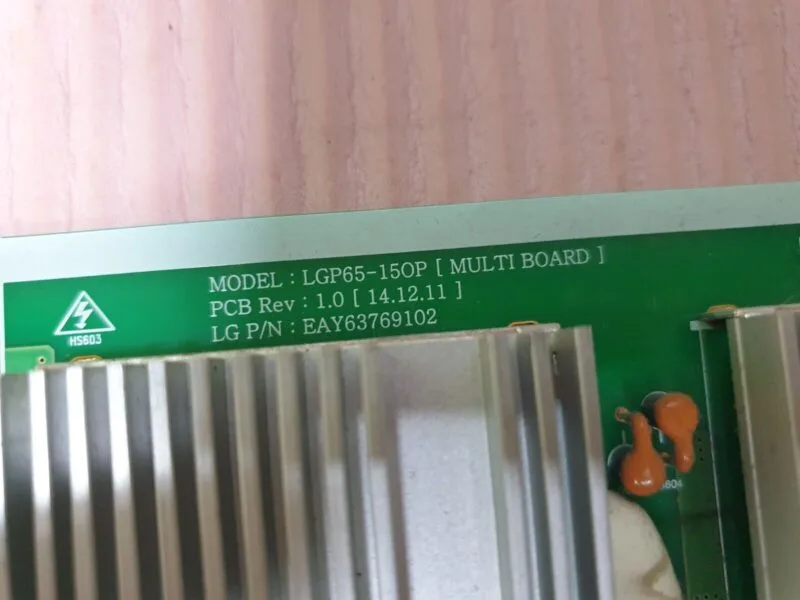 MODEL : LGP65-15OP [ MULTI BOARD ]
PCB Rev : 1.0 [ 14.12.11 ]
LG P/N : EAY63769102
HS603